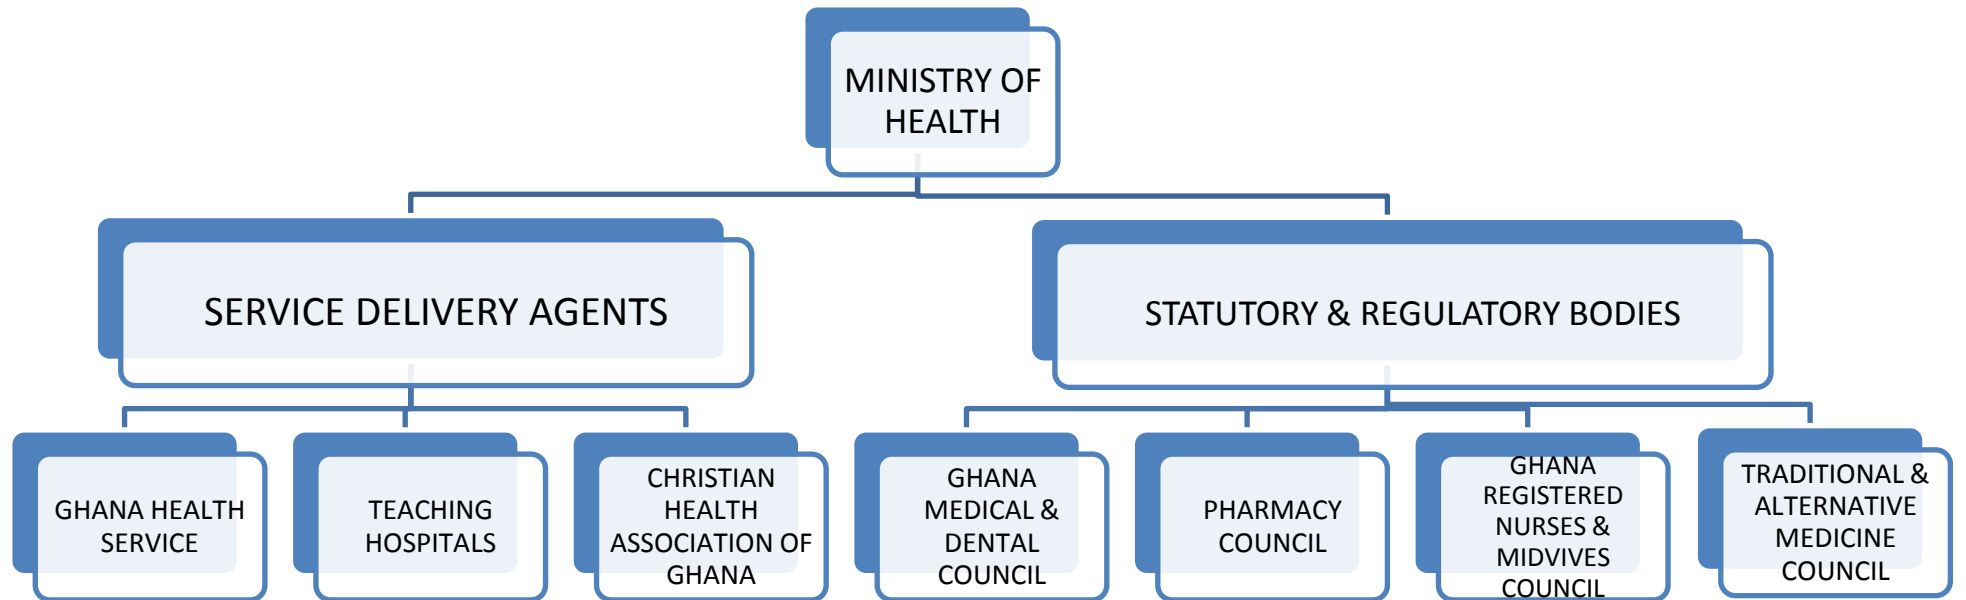 MINISTRY OF
HEALTH
SERVICE DELIVERY AGENTS
STATUTORY & REGULATORY BODIES
GHANA HEALTH
SERVICE
TEACHING
HOSPITALS
CHRISTIAN
HEALTH
ASSOCIATION OF
GHANA
GHANA
MEDICAL &
DENTAL
COUNCIL
PHARMACY
COUNCIL
GHANA
REGISTERED
NURSES &
MIDVIVES
COUNCIL
TRADITIONAL &
ALTERNATIVE
MEDICINE
COUNCIL